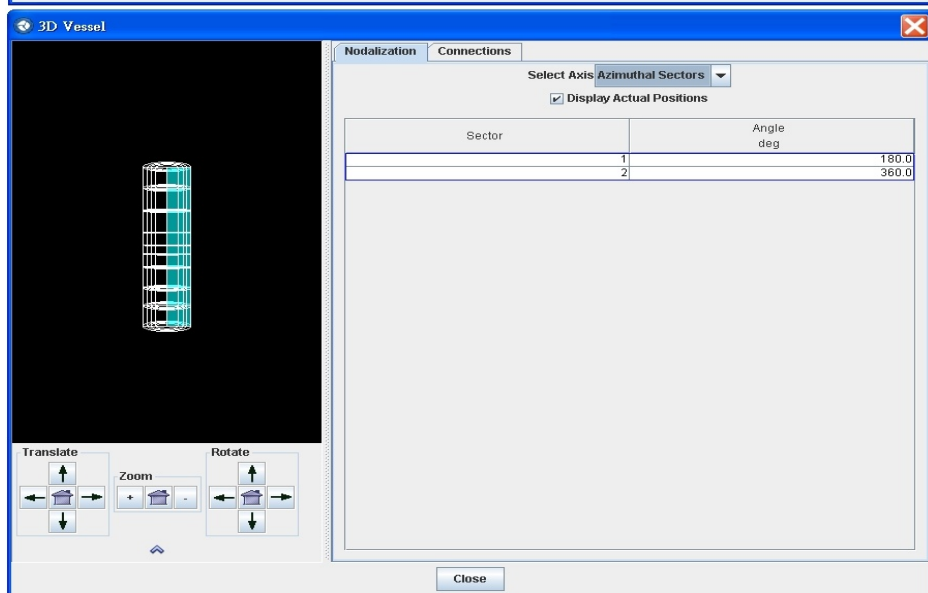 3D Vessel
Nodalization Connections
Select Axis Azimuthal Sectors
Display Actual Positions
Sector Angle deg
1 180.0
2 360.0
Translate Rotate
Zoom
+ -
Close